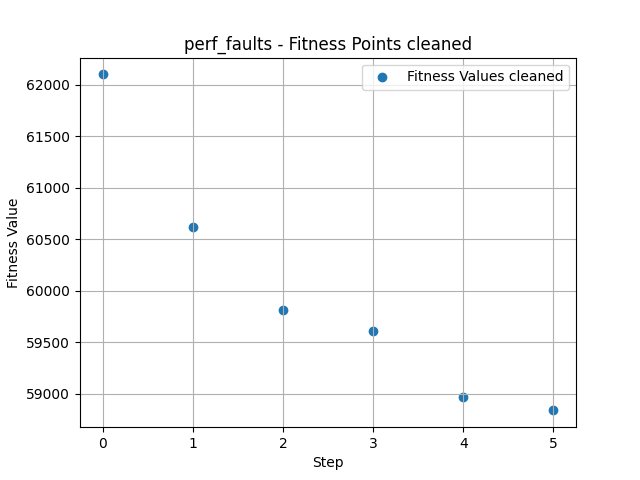 perf_faults - Fitness Points cleaned
Fitness Values cleaned
Fitness Value
62000
61500
61000
60500
60000
59500
59000
0 1 2 3 4 5
Step